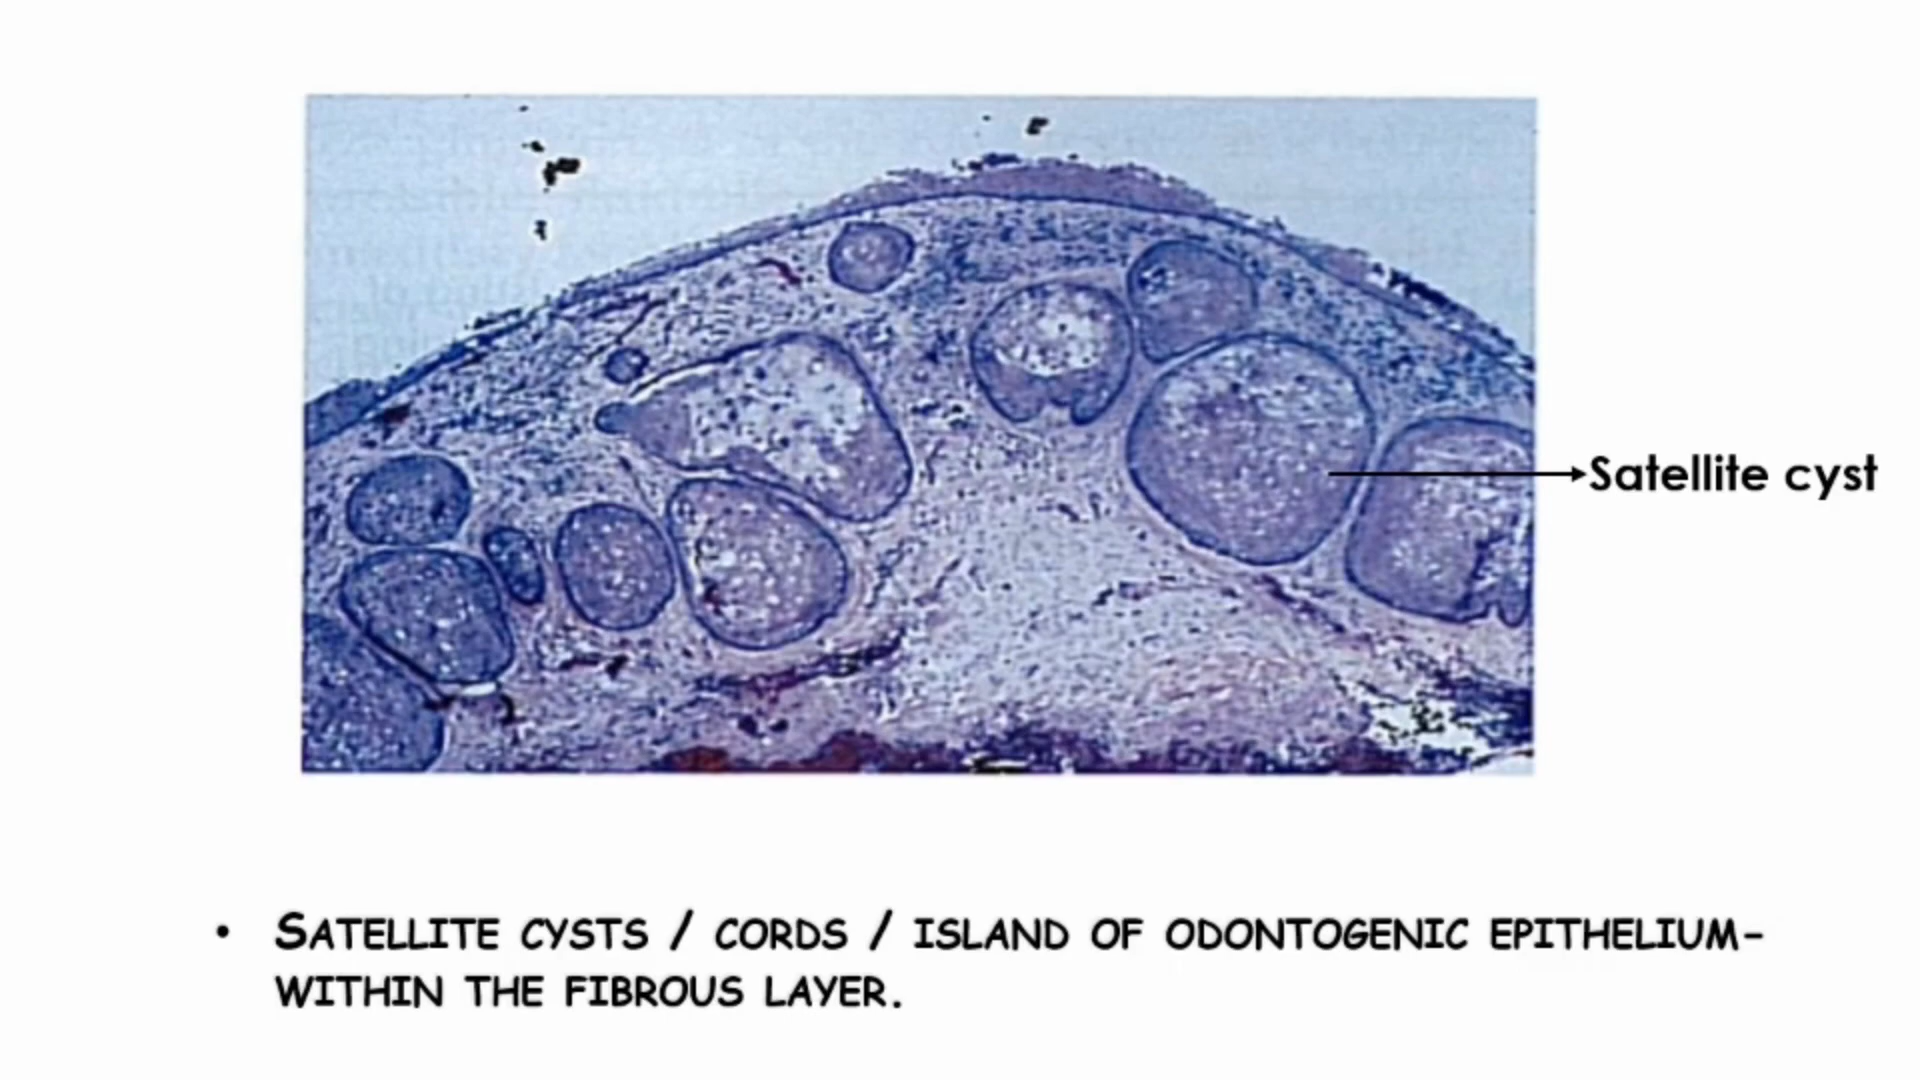 Satellite cyst
• SATELLITE CYSTS / CORDS / ISLAND OF ODONTOGENIC EPITHELIUM-
WITHIN THE FIBROUS LAYER.